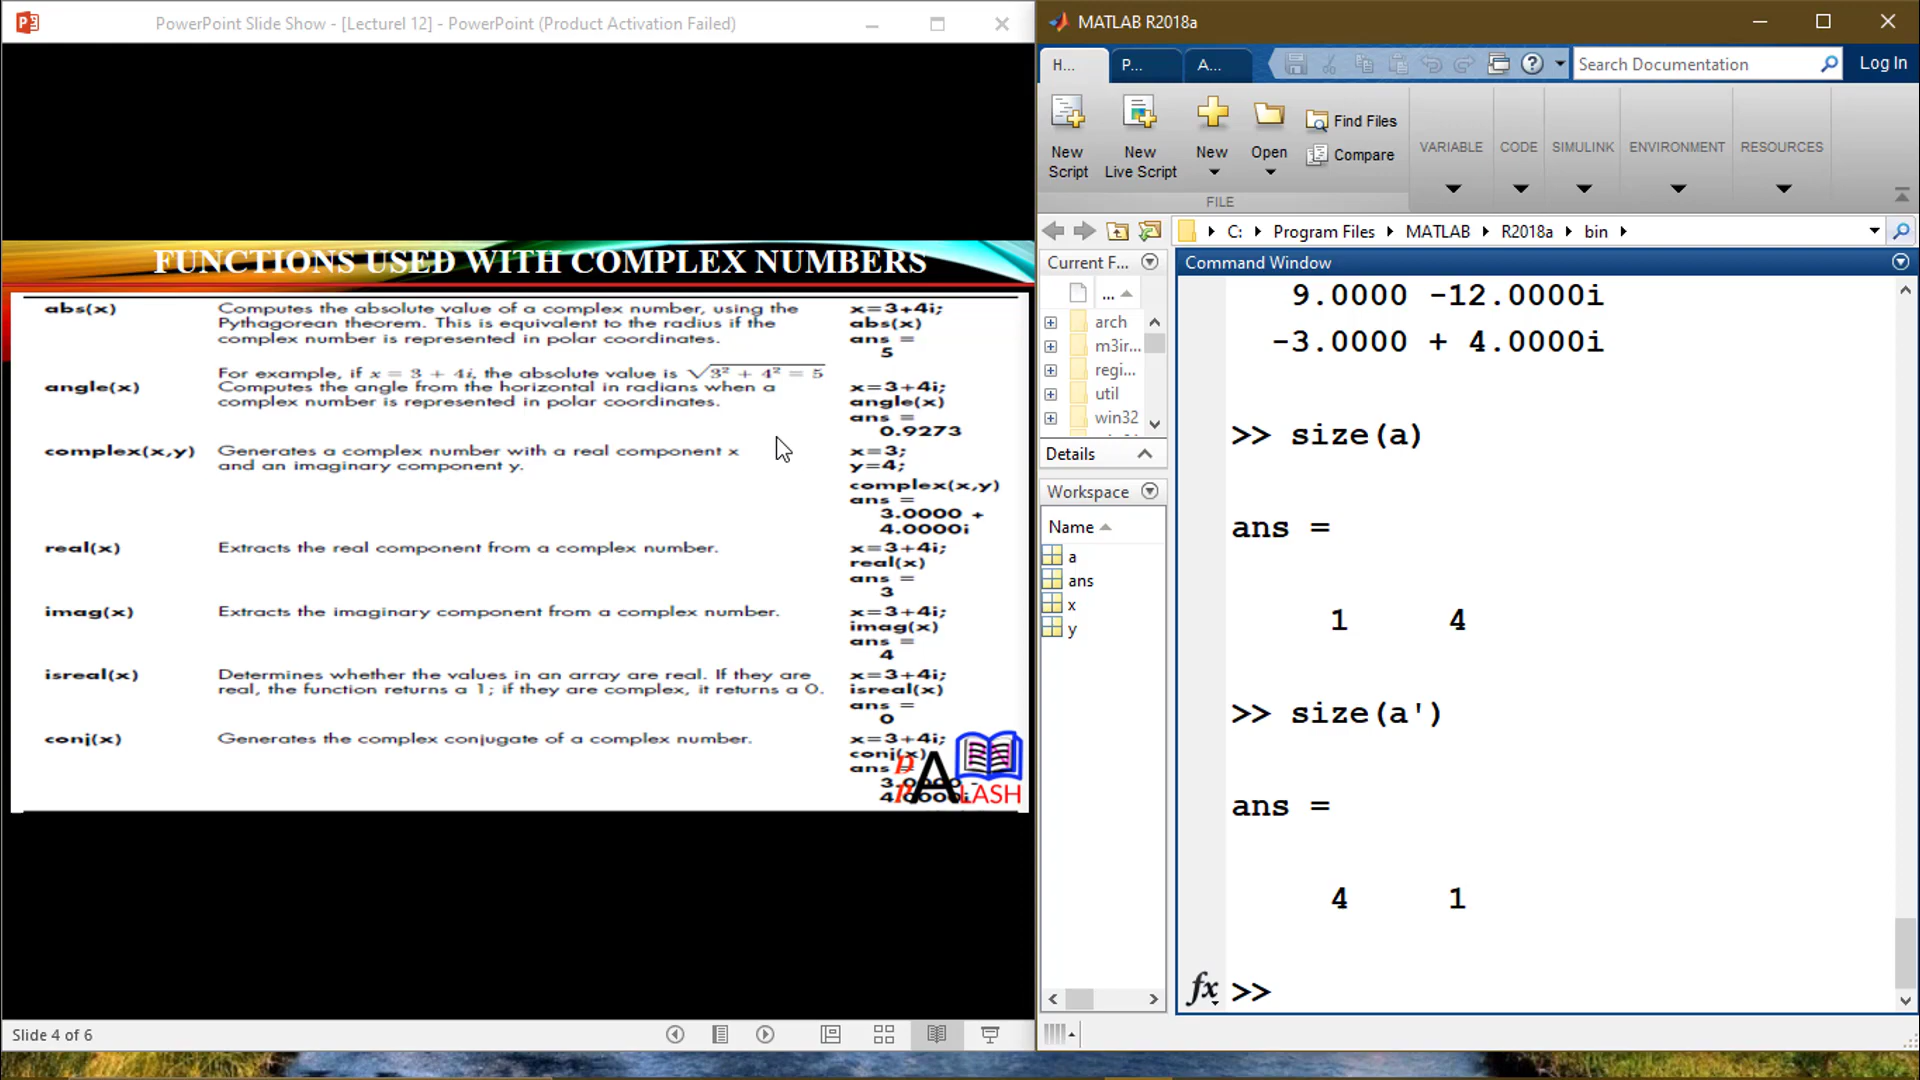 PowerPoint Slide Show - [Lecturel 12] - PowerPoint (Product Activation Failed)
FUNCTIONS USED WITH COMPLEX NUMBERS
abs(x) Computes the absolute value of a complex number, using the x=3+4i;
Pythagorean theorem. This is equivalent to the radius if the abs(x)
complex number is represented in polar coordinates. ans =
5
For example, if x = 3 + 4i, the absolute value is √3² + 4² = 5
angle(x) Computes the angle from the horizontal in radians when a x=3+4i;
complex number is represented in polar coordinates. angle(x)
ans =
0.9273
complex(x,y) Generates a complex number with a real component x x=3;
and an imaginary component y. y=4;
complex(x,y)
ans =
3.0000 +
4.0000i
real(x) Extracts the real component from a complex number. x=3+4i;
real(x)
ans =
3
imag(x) Extracts the imaginary component from a complex number. x=3+4i;
imag(x)
ans =
4
isreal(x) Determines whether the values in an array are real. If they are x=3+4i;
real, the function returns a 1; if they are complex, it returns a 0. isreal(x)
ans =
0
conj(x) Generates the complex conjugate of a complex number. x=3+4i;
conj(x)
ans =
3.0000 -
4.0000i
ALASH
Slide 4 of 6
MATLAB R2018a
H... P... A... Search Documentation Log In
New Script
New Live Script
New
Open
Find Files
Compare
FILE
VARIABLE CODE SIMULINK ENVIRONMENT RESOURCES
C: Program Files MATLAB R2018a bin
Current F...
...
arch
m3ir...
regi...
util
win32
Details
Workspace
Name
a
ans
x
y
Command Window
9.0000 -12.0000i
-3.0000 + 4.0000i
>> size(a)
ans =
1 4
>> size(a')
ans =
4 1
fx >>